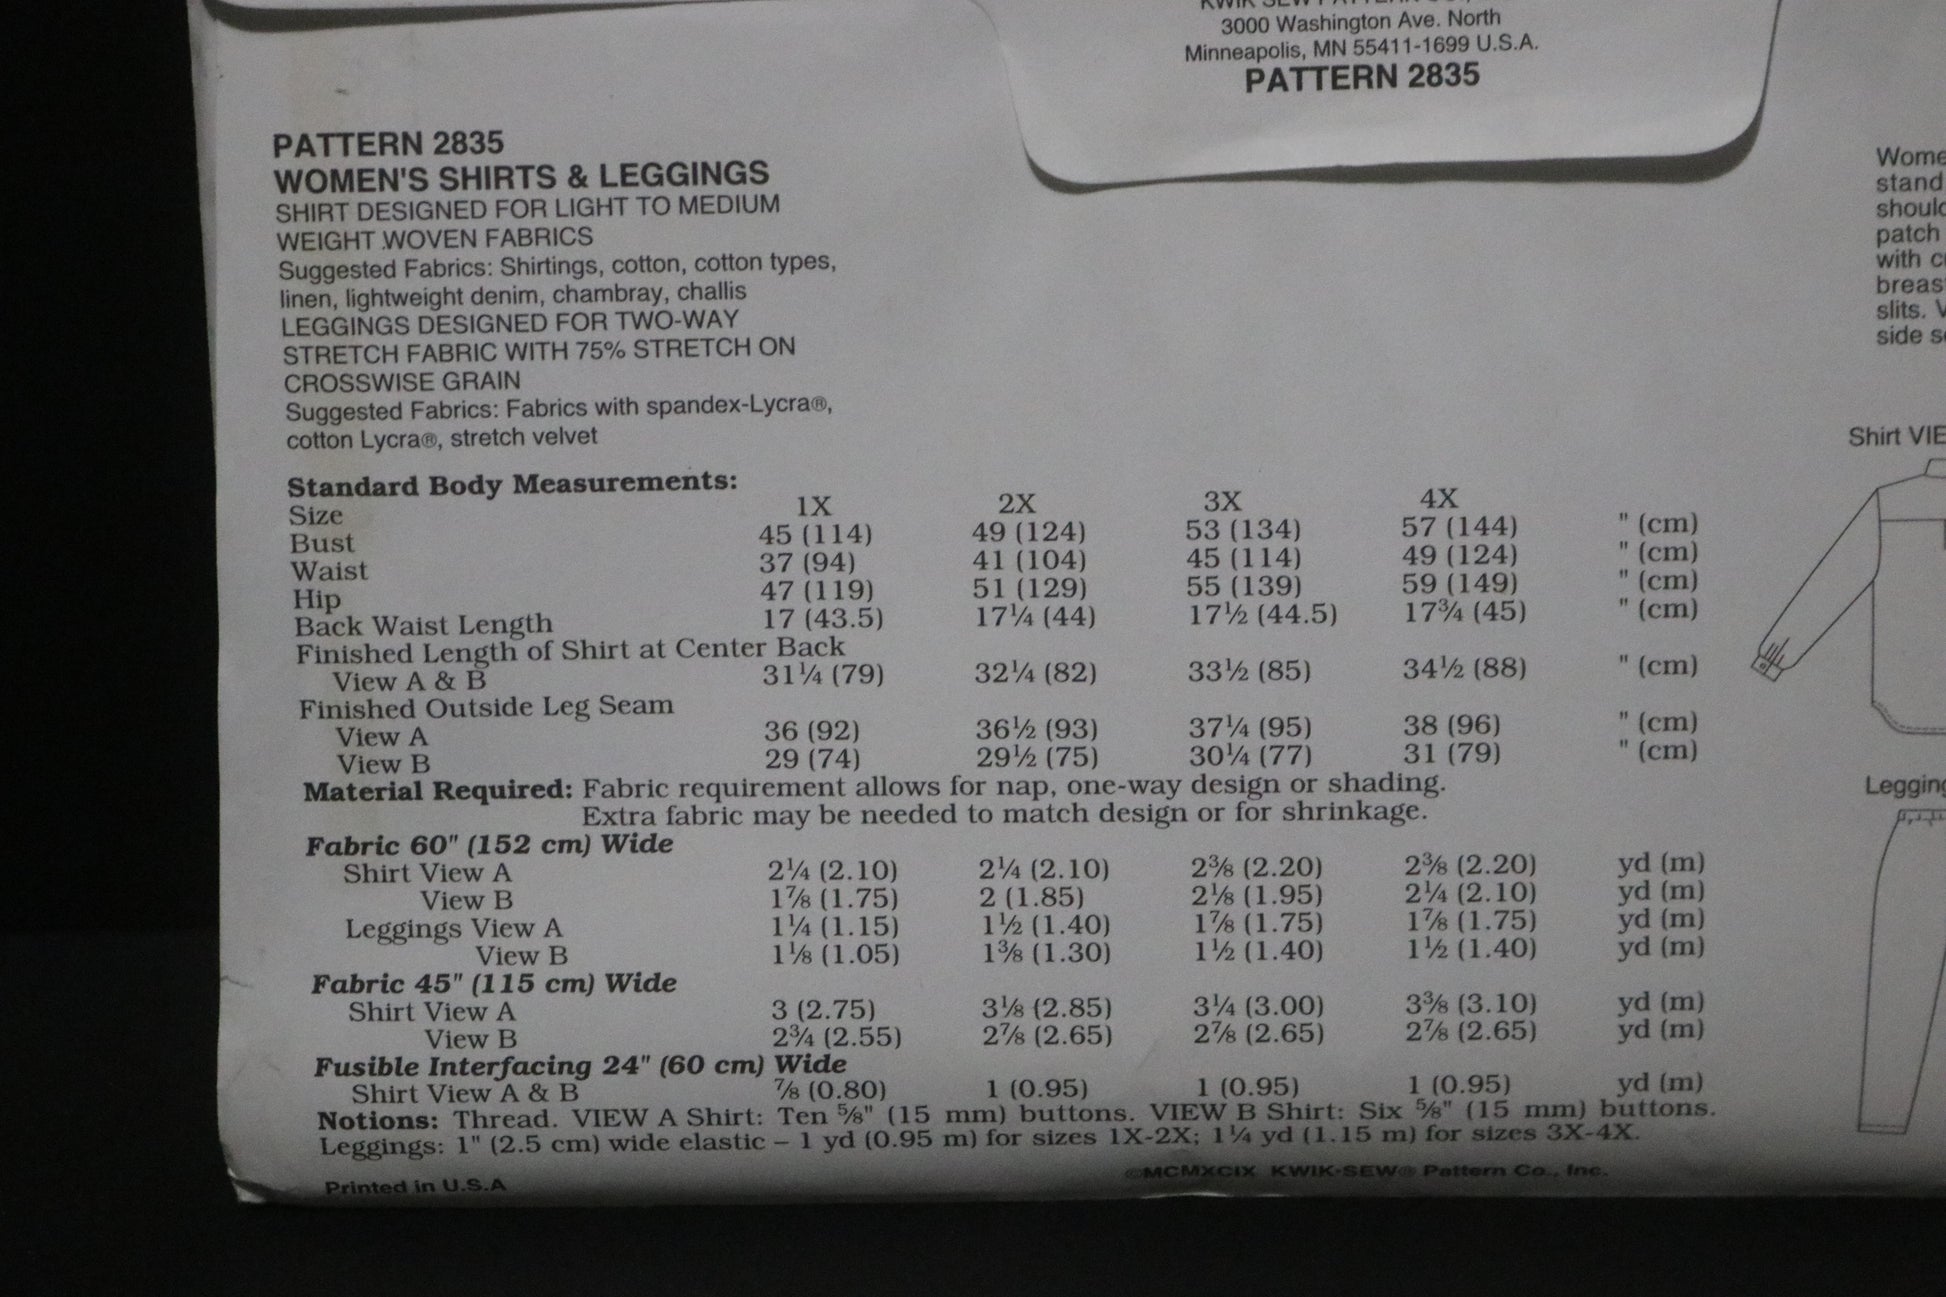 3000 Washington Ave. North
Minneapolis, MN 55411-1699 U.S.A.
PATTERN 2835
PATTERN 2835
WOMEN'S SHIRTS & LEGGINGS
SHIRT DESIGNED FOR LIGHT TO MEDIUM
WEIGHT WOVEN FABRICS
Suggested Fabrics: Shirtings, cotton, cotton types,
linen, lightweight denim, chambray, challis
LEGGINGS DESIGNED FOR TWO-WAY
STRETCH FABRIC WITH 75% STRETCH ON
CROSSWISE GRAIN
Suggested Fabrics: Fabrics with spandex-Lycra®,
cotton Lycra®, stretch velvet
Standard Body Measurements:
Size 1X 2X 3X 4X
Bust 45 (114) 49 (124) 53 (134) 57 (144) " (cm)
Waist 37 (94) 41 (104) 45 (114) 49 (124) " (cm)
Hip 47 (119) 51 (129) 55 (139) 59 (149) " (cm)
Back Waist Length 17 (43.5) 17¼ (44) 17½ (44.5) 17¾ (45) " (cm)
Finished Length of Shirt at Center Back
View A & B 31¼ (79) 32¼ (82) 33½ (85) 34½ (88) " (cm)
Finished Outside Leg Seam
View A 36 (92) 36½ (93) 37¼ (95) 38 (96) " (cm)
View B 29 (74) 29½ (75) 30¼ (77) 31 (79) " (cm)
Material Required: Fabric requirement allows for nap, one-way design or shading.
Extra fabric may be needed to match design or for shrinkage.
Fabric 60" (152 cm) Wide
Shirt View A 2¼ (2.10) 2¼ (2.10) 2⅜ (2.20) 2⅜ (2.20) yd (m)
View B 1⅞ (1.75) 2 (1.85) 2⅛ (1.95) 2¼ (2.10) yd (m)
Leggings View A 1¼ (1.15) 1½ (1.40) 1⅞ (1.75) 1⅞ (1.75) yd (m)
View B 1⅛ (1.05) 1⅜ (1.30) 1½ (1.40) 1½ (1.40) yd (m)
Fabric 45" (115 cm) Wide
Shirt View A 3 (2.75) 3⅛ (2.85) 3¼ (3.00) 3⅜ (3.10) yd (m)
View B 2¾ (2.55) 2⅞ (2.65) 2⅞ (2.65) 2⅞ (2.65) yd (m)
Fusible Interfacing 24" (60 cm) Wide
Shirt View A & B ⅞ (0.80) 1 (0.95) 1 (0.95) 1 (0.95) yd (m)
Notions: Thread. VIEW A Shirt: Ten ⅝" (15 mm) buttons. VIEW B Shirt: Six ⅝" (15 mm) buttons.
Leggings: 1" (2.5 cm) wide elastic – 1 yd (0.95 m) for sizes 1X-2X; 1¼ yd (1.15 m) for sizes 3X-4X.
©MCMXCIX KWIK-SEW® Pattern Co., Inc.
Printed in U.S.A
stand
patch
with
slits.
side
Shirt